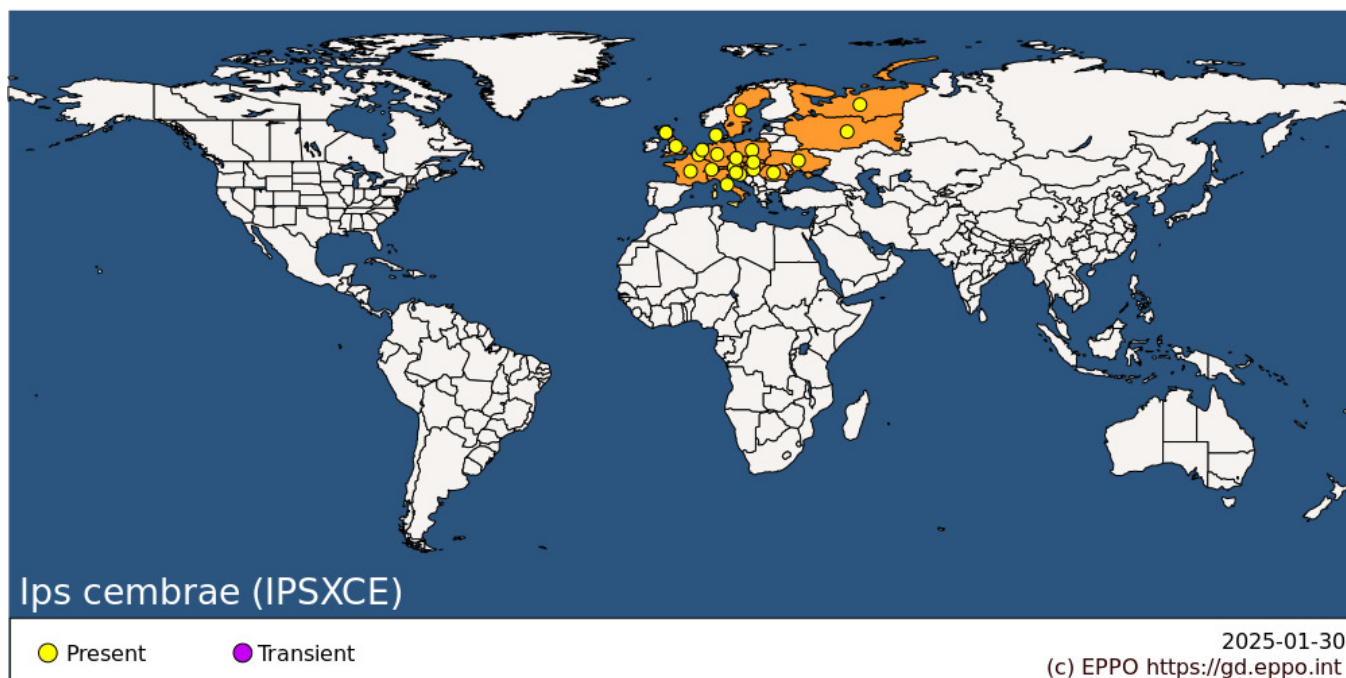 Ips cembrae (IPSXCE)
Present
Transient
2025-01-30
(c) EPPO https://gd.eppo.int